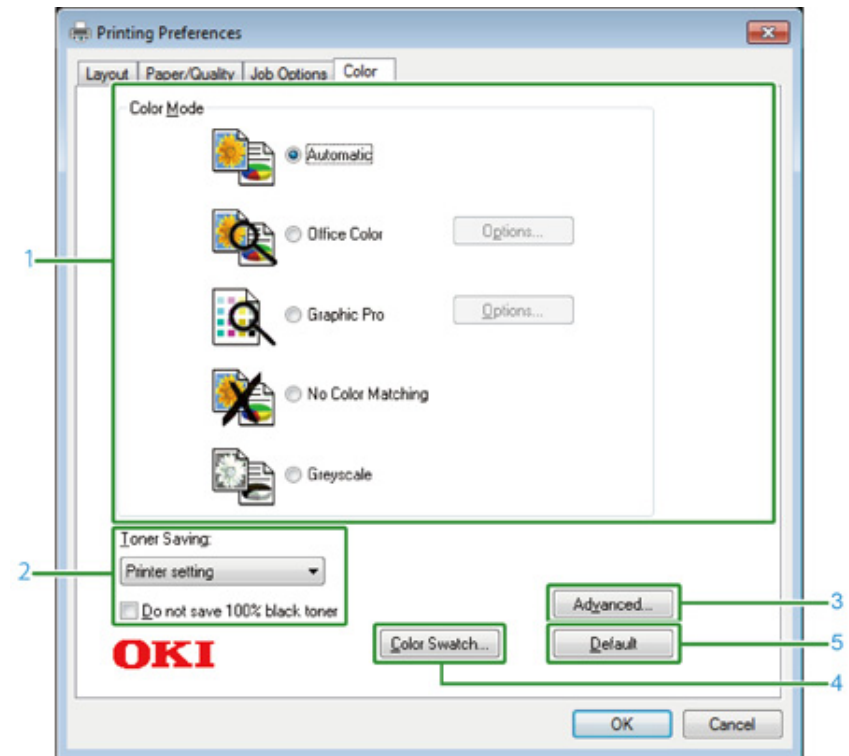 Printing Preferences
Layout Paper/Quality Job Options Color
Color Mode
Automatic
Office Color Options...
Graphic Pro Options...
No Color Matching
Greyscale
1
Toner Saving:
Printer setting
Do not save 100% black toner
2
Advanced...
3
OKI
Color Swatch...
Default
5
4
OK Cancel